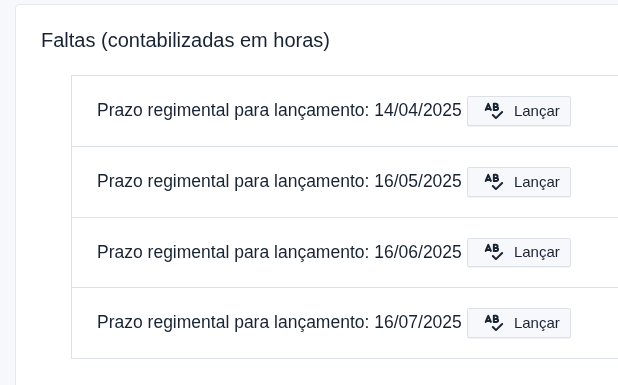 Faltas (contabilizadas em horas)
Prazo regimental para lançamento: 14/04/2025 AB Lançar
Prazo regimental para lançamento: 16/05/2025 AB Lançar
Prazo regimental para lançamento: 16/06/2025 AB Lançar
Prazo regimental para lançamento: 16/07/2025 AB Lançar